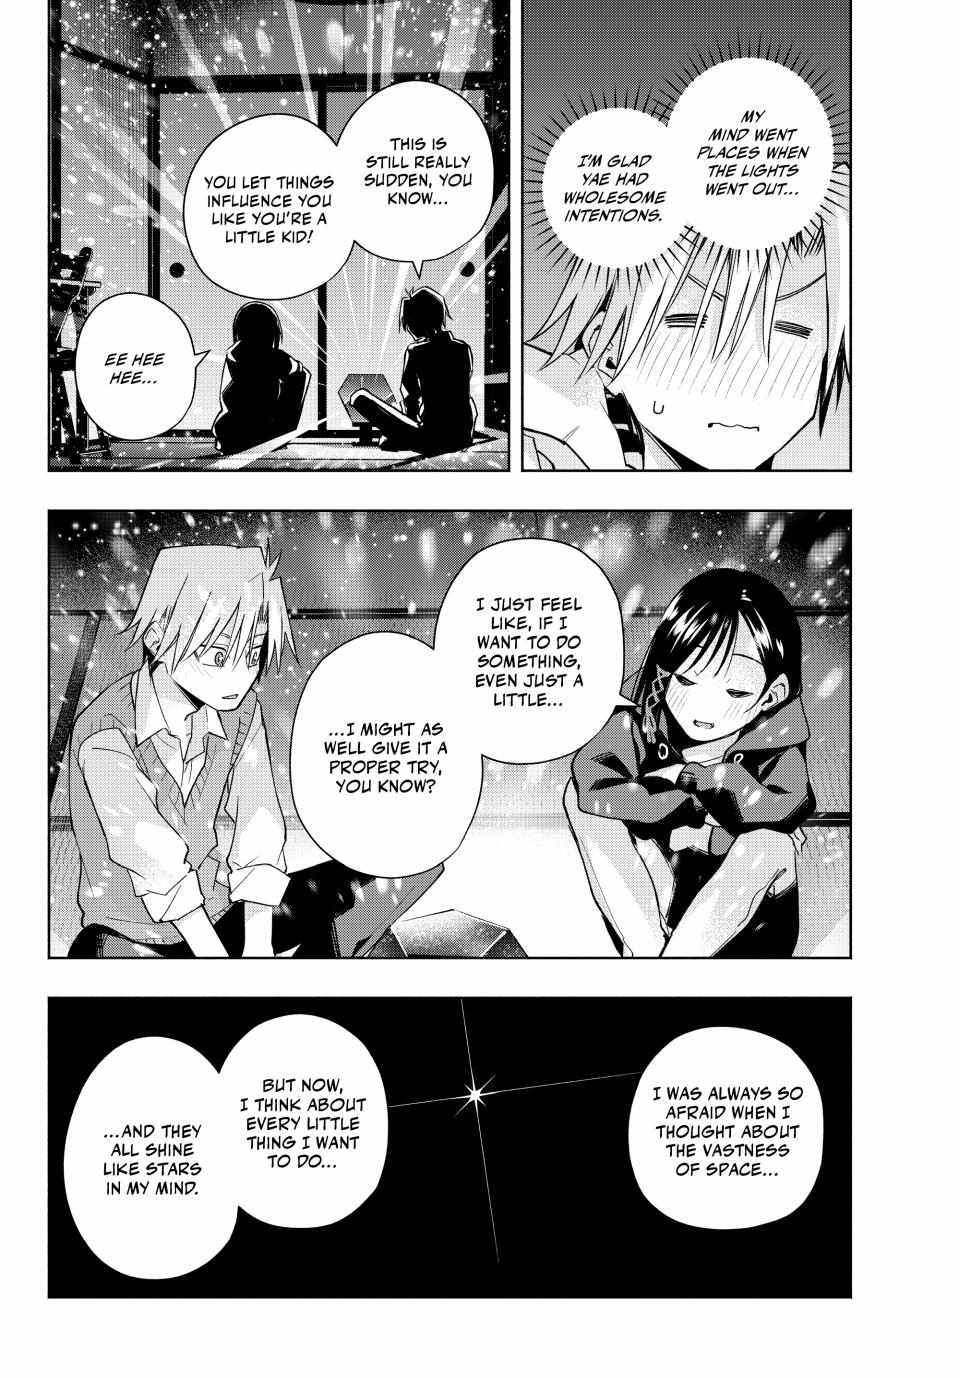 MY
MIND WENT
PLACES WHEN
THE LIGHTS
WENT OUT...
I'M GLAD
YAE HAD
WHOLESOME
INTENTIONS.
THIS IS
STILL REALLY
SUDDEN, YOU
KNOW...
YOU LET THINGS
INFLUENCE YOU
LIKE YOU'RE A
LITTLE KID!
EE HEE
HEE...
I JUST FEEL
LIKE, IF I
WANT TO DO
SOMETHING,
EVEN JUST A
LITTLE...
...I MIGHT AS
WELL GIVE IT A
PROPER TRY,
YOU KNOW?
I WAS ALWAYS SO
AFRAID WHEN I
THOUGHT ABOUT
THE VASTNESS
OF SPACE...
BUT NOW,
I THINK ABOUT
EVERY LITTLE
THING I WANT
TO DO...
...AND THEY
ALL SHINE
LIKE STARS
IN MY MIND.